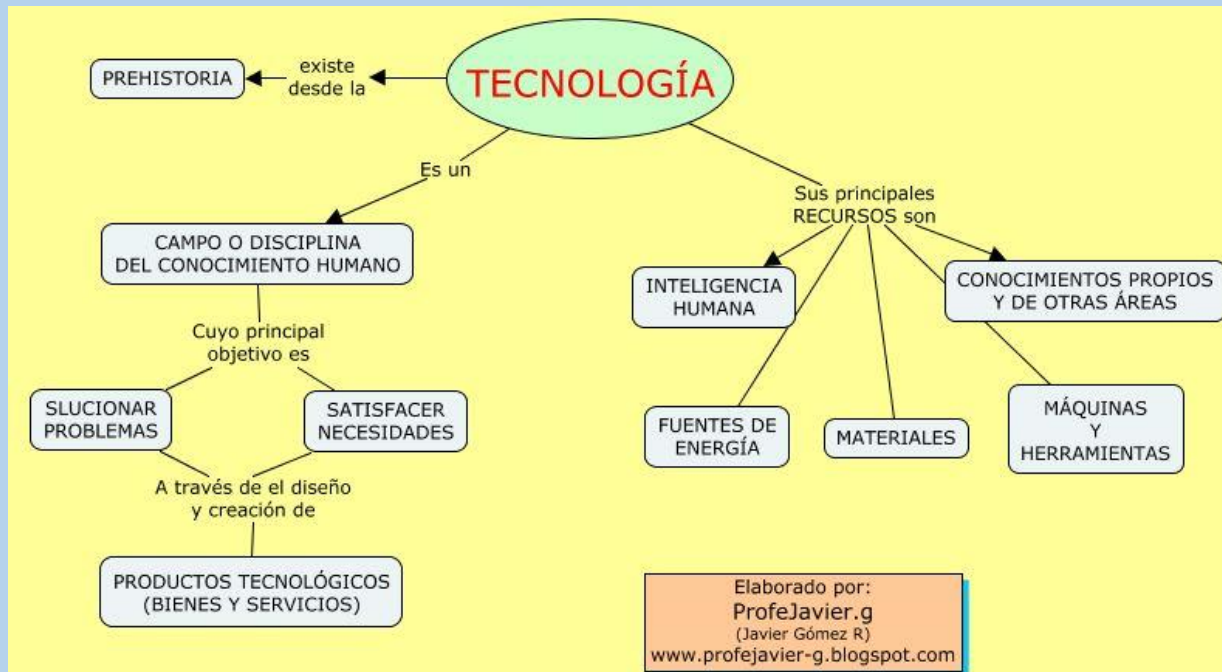 TECNOLOGÍA
existe
desde la
PREHISTORIA
Es un
CAMPO O DISCIPLINA
DEL CONOCIMIENTO HUMANO
Cuyo principal
objetivo es
SLUCIONAR
PROBLEMAS
SATISFACER
NECESIDADES
A través de el diseño
y creación de
PRODUCTOS TECNOLÓGICOS
(BIENES Y SERVICIOS)
Sus principales
RECURSOS son
INTELIGENCIA
HUMANA
CONOCIMIENTOS PROPIOS
Y DE OTRAS ÁREAS
FUENTES DE
ENERGÍA
MATERIALES
MÁQUINAS
Y
HERRAMIENTAS
Elaborado por:
ProfeJavier.g
(Javier Gómez R)
www.profejavier-g.blogspot.com